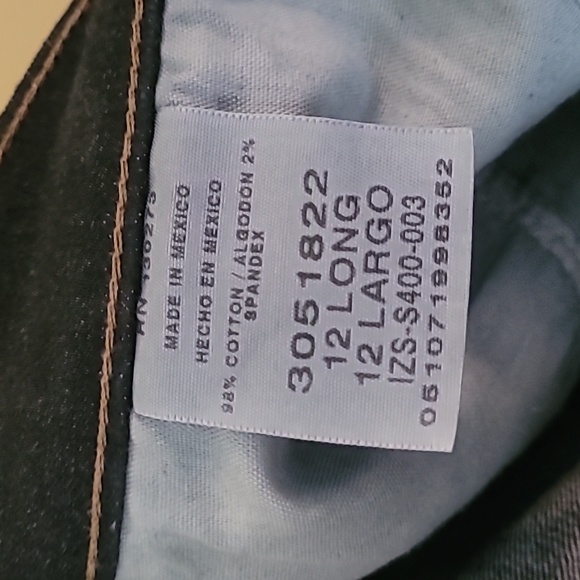 MADE IN MEXICO
HECHO EN MEXICO
98% COTTON / ALGODON 2%
SPANDEX
3051822
12 LONG
12 LARGO
IZS-S400-003
051071998352